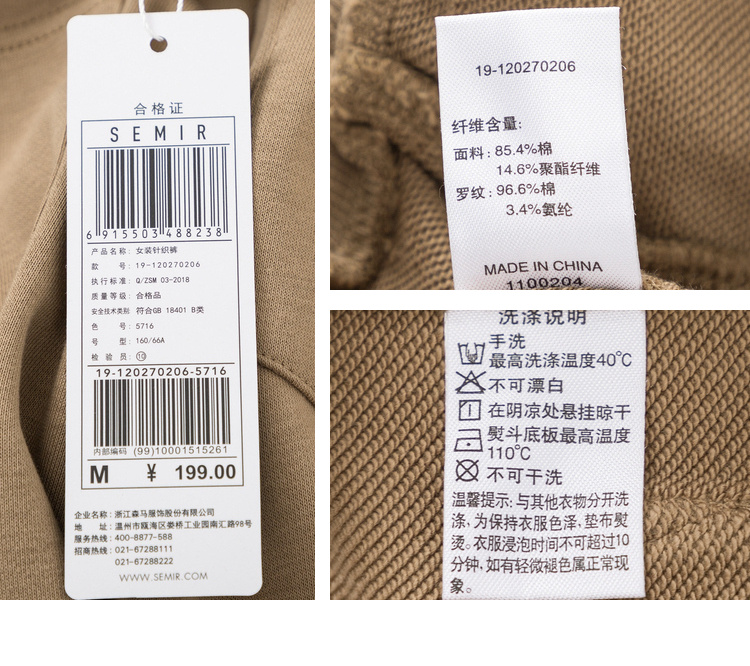 合格证
SEMIR
6 915503 488238
产品名称: 女装针织裤
款 号: 19-120270206
执行标准: Q/ZSM 03-2018
质量等级: 合格品
安全技术类别 符合GB 18401 B类
色 号: 5716
号 型: 160/66A
检 验 员: ⑩
19-120270206-5716
内部编码 (99)10001515261
M ¥ 199.00
企业名称: 浙江森马服饰股份有限公司
地 址: 温州市瓯海区娄桥工业园南汇路98号
服务热线: 400-8877-588
招商热线: 021-67288111
021-67288222
WWW.SEMIR.COM
19-120270206
纤维含量:
面料: 85.4%棉
14.6%聚酯纤维
罗纹: 96.6%棉
3.4%氨纶
MADE IN CHINA
1100204
洗涤说明
手洗
最高洗涤温度40℃
不可漂白
在阴凉处悬挂晾干
熨斗底板最高温度
110℃
不可干洗
温馨提示: 与其他衣物分开洗
涤, 为保持衣服色泽, 垫布熨
烫。衣服浸泡时间不可超过10
分钟, 如有轻微褪色属正常现
象。